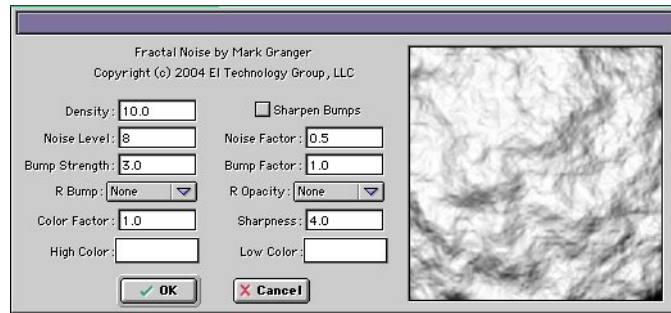 Fractal Noise by Mark Granger
Copyright (c) 2004 EI Technology Group, LLC
Density: 10.0 Sharpen Bumps
Noise Level: 8 Noise Factor: 0.5
Bump Strength: 3.0 Bump Factor: 1.0
R Bump: None R Opacity: None
Color Factor: 1.0 Sharpness: 4.0
High Color: Low Color:
OK Cancel